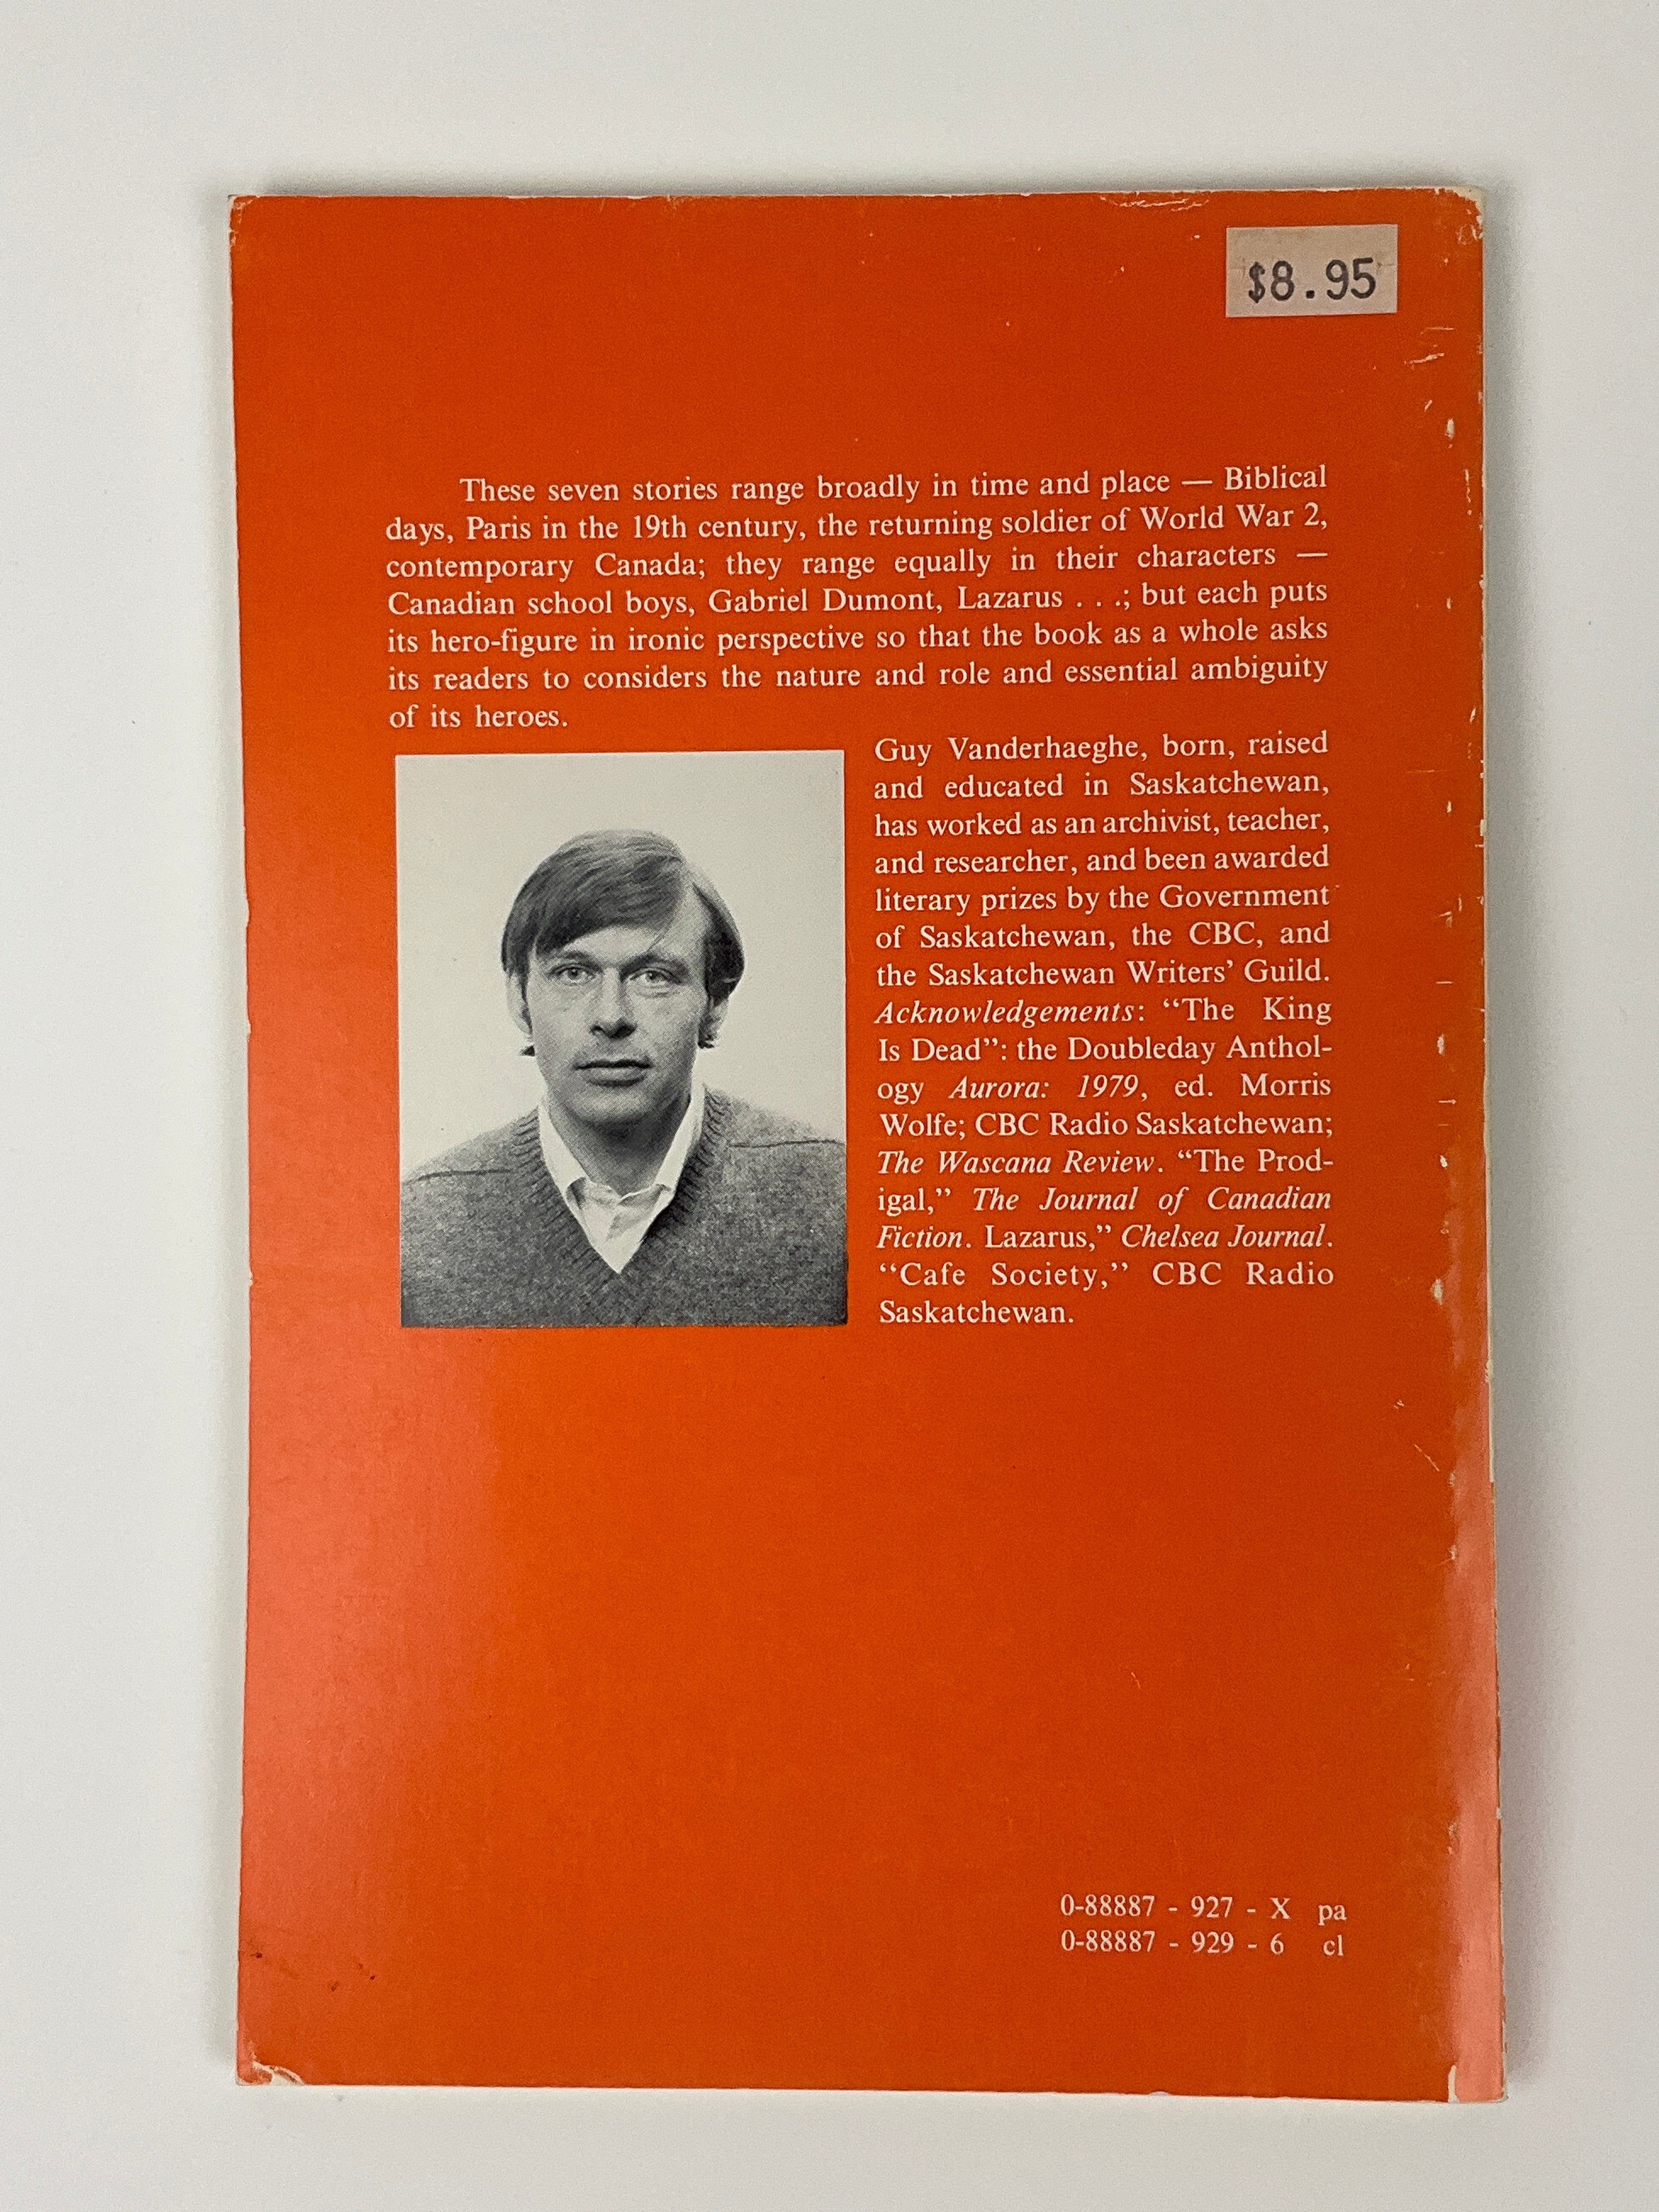 $8.95
These seven stories range broadly in time and place — Biblical
days, Paris in the 19th century, the returning soldier of World War 2,
contemporary Canada; they range equally in their characters —
Canadian school boys, Gabriel Dumont, Lazarus . . .; but each puts
its hero-figure in ironic perspective so that the book as a whole asks
its readers to considers the nature and role and essential ambiguity
of its heroes.
Guy Vanderhaeghe, born, raised
and educated in Saskatchewan,
has worked as an archivist, teacher,
and researcher, and been awarded
literary prizes by the Government
of Saskatchewan, the CBC, and
the Saskatchewan Writers’ Guild.
Acknowledgements: “The King
Is Dead”: the Doubleday Anthol-
ogy Aurora: 1979, ed. Morris
Wolfe; CBC Radio Saskatchewan;
The Wascana Review. “The Prod-
igal,” The Journal of Canadian
Fiction. Lazarus,” Chelsea Journal.
“Cafe Society,” CBC Radio
Saskatchewan.
0-88887 - 927 - X pa
0-88887 - 929 - 6 cl